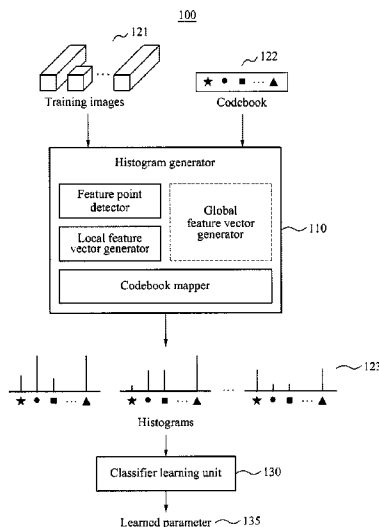 100
121
122
Training images
Codebook
Histogram generator
Feature point
detector
Local feature
vector generator
Global
feature vector
generator
110
Codebook mapper
123
Histograms
Classifier learning unit
130
Learned parameter
135